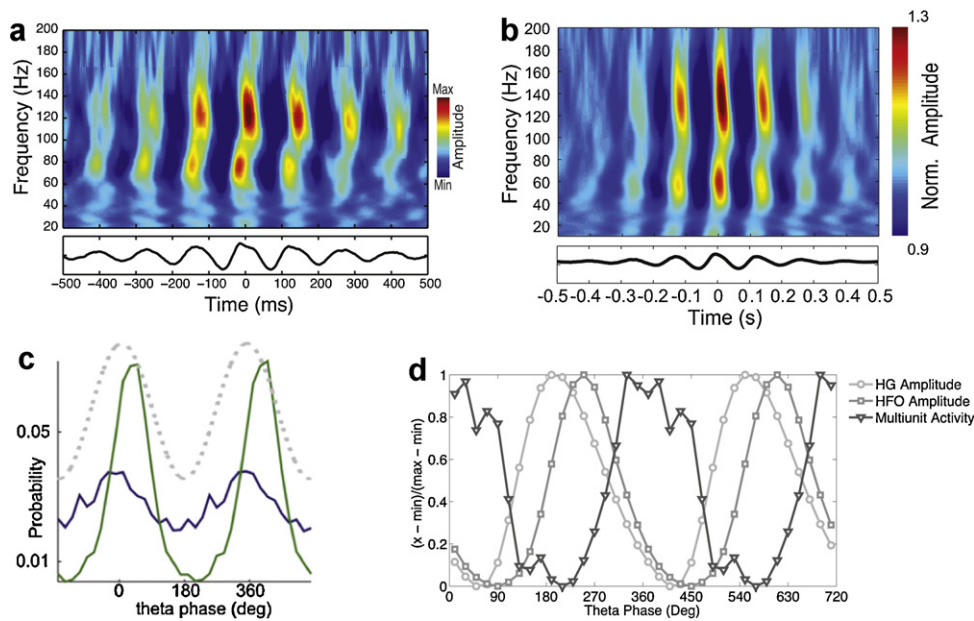 a
Frequency (Hz)
200
180
160
140
120
100
80
60
40
20
Max
Amplitude
Min
-500 -400 -300 -200 -100 0 100 200 300 400 500
Time (ms)
b
Frequency (Hz)
200
180
160
140
120
100
80
60
40
20
1.3
Norm. Amplitude
0.9
-0.5 -0.4 -0.3 -0.2 -0.1 0 0.1 0.2 0.3 0.4 0.5
Time (s)
c
Probability
0.05
0.01
0 180 360
theta phase (deg)
d
(x - min)/(max - min)
1
0.8
0.6
0.4
0.2
0
0 90 180 270 360 450 540 630 720
Theta Phase (Deg)
HG Amplitude
HFO Amplitude
Multiunit Activity